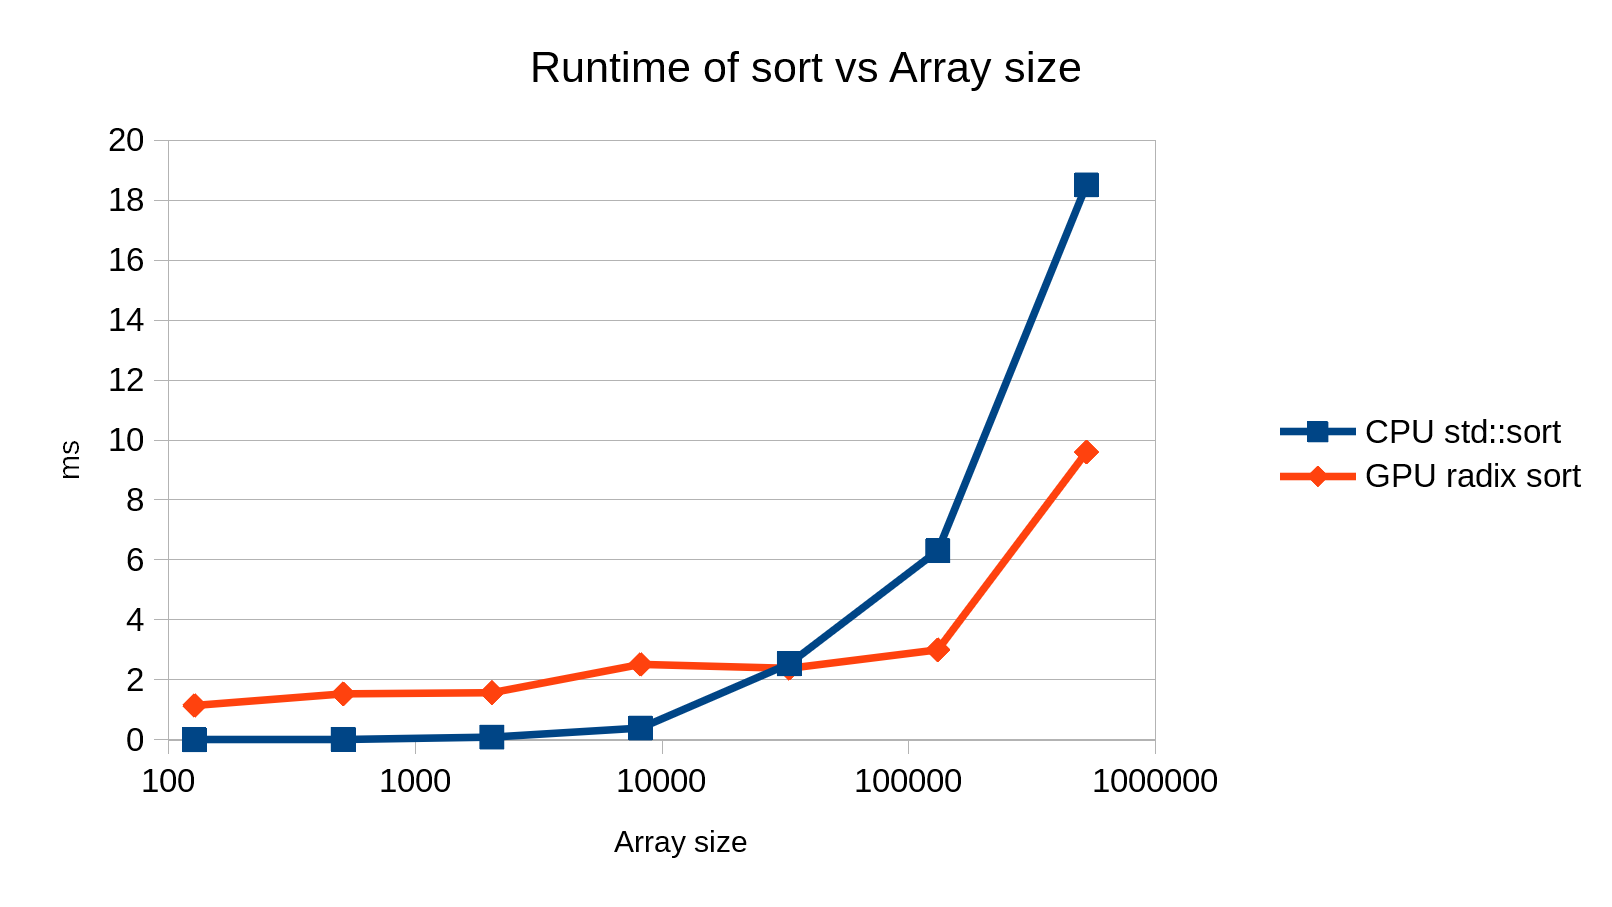 Runtime of sort vs Array size
20
18
16
14
12
10
8
6
4
2
0
ms
100 1000 10000 100000 1000000
Array size
CPU std::sort
GPU radix sort